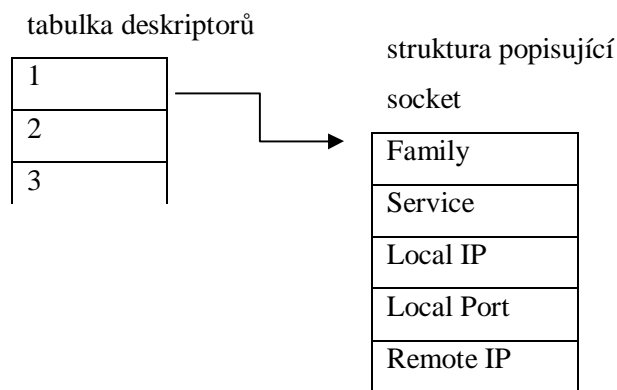 tabulka deskriptorů
1
2
3
struktura popisující
socket
Family
Service
Local IP
Local Port
Remote IP